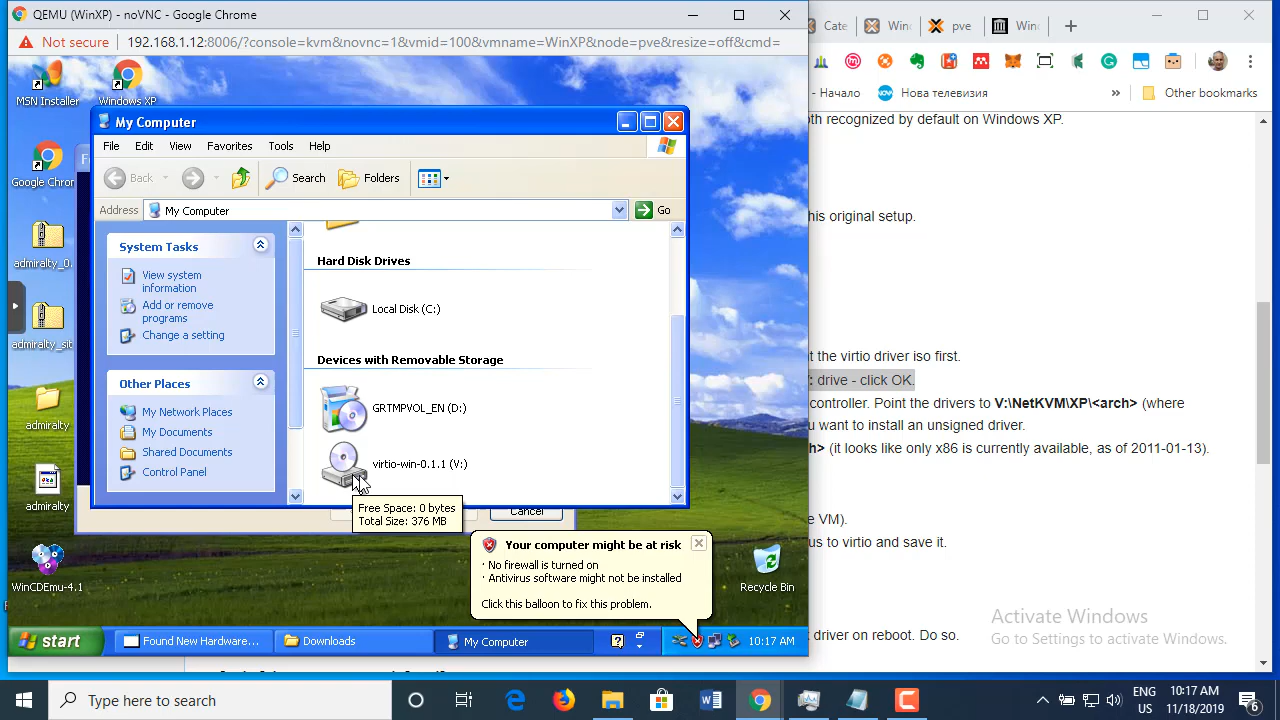 QEMU (WinXP) - noVNC - Google Chrome
Cate
Winc
pve
Winc
Not secure
192.168.1.12:8006/?console=kvm&novnc=1&vmid=100&vmname=WinXP&node=pve&resize=off&cmd=
- Начало
Нова телевизия
»
Other bookmarks
MSN Installer
Windows XP
Google Chror
admiralty_0.
admiralty_sit
admiralty
admiralty
WinCDEmu-4.1
Recycle Bin
My Computer
File
Edit
View
Favorites
Tools
Help
Back
Search
Folders
Address
My Computer
Go
System Tasks
View system
information
Add or remove
programs
Change a setting
Other Places
My Network Places
My Documents
Shared Documents
Control Panel
Hard Disk Drives
Local Disk (C:)
Devices with Removable Storage
GRTMPVOL_EN (D:)
virtio-win-0.1.1 (V:)
Free Space: 0 bytes
Total Size: 376 MB
Cancel
Your computer might be at risk
· No firewall is turned on
· Antivirus software might not be installed
Click this balloon to fix this problem.
start
Found New Hardware...
Downloads
My Computer
10:17 AM
oth recognized by default on Windows XP.
his original setup.
t the virtio driver iso first.
: drive - click OK.
controller. Point the drivers to V:\NetKVM\XP\<arch> (where
u want to install an unsigned driver.
h> (it looks like only x86 is currently available, as of 2011-01-13).
e VM).
us to virtio and save it.
driver on reboot. Do so.
Activate Windows
Go to Settings to activate Windows.
Type here to search
ENG
US
10:17 AM
11/18/2019
6